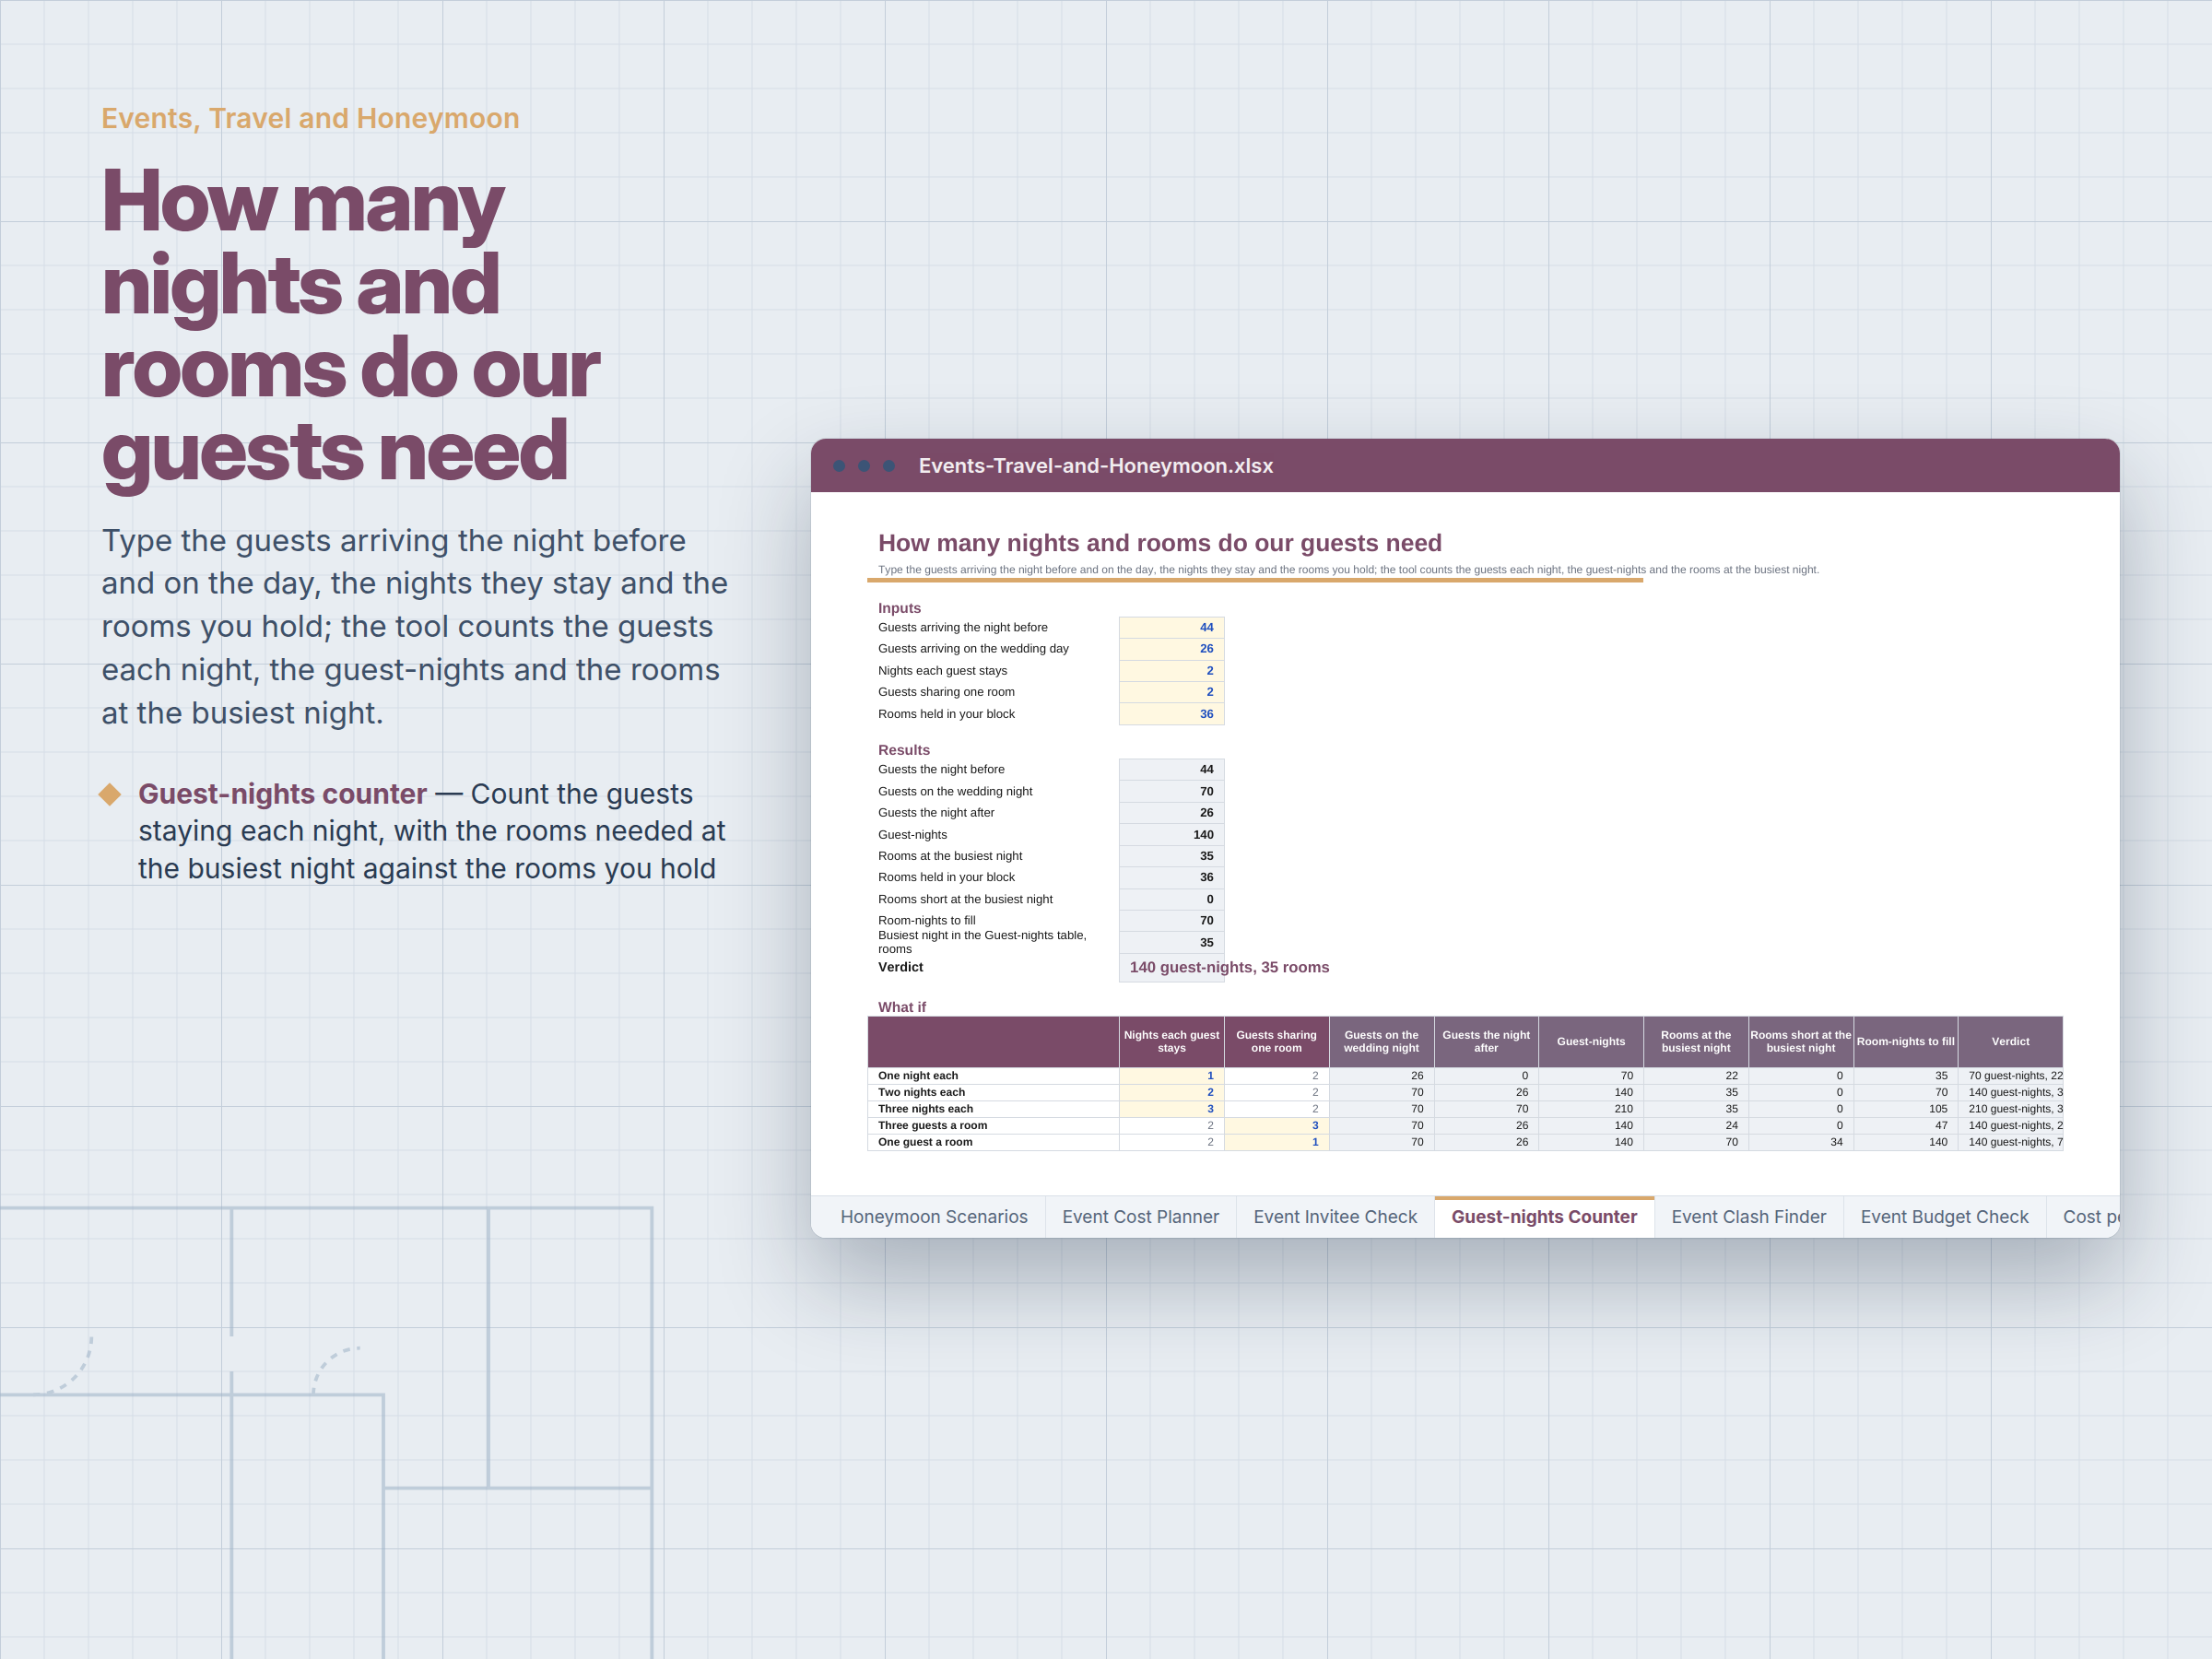 Events, Travel and Honeymoon
How many
nights and
rooms do our
guests need
Type the guests arriving the night before
and on the day, the nights they stay and the
rooms you hold; the tool counts the guests
each night, the guest-nights and the rooms
at the busiest night.
Guest-nights counter — Count the guests
staying each night, with the rooms needed at
the busiest night against the rooms you hold
Events-Travel-and-Honeymoon.xlsx
How many nights and rooms do our guests need
Type the guests arriving the night before and on the day, the nights they stay and the rooms you hold; the tool counts the guests each night, the guest-nights and the rooms at the busiest night.
Inputs
Guests arriving the night before 44
Guests arriving on the wedding day 26
Nights each guest stays 2
Guests sharing one room 2
Rooms held in your block 36
Results
Guests the night before 44
Guests on the wedding night 70
Guests the night after 26
Guest-nights 140
Rooms at the busiest night 35
Rooms held in your block 36
Rooms short at the busiest night 0
Room-nights to fill 70
Busiest night in the Guest-nights table,
rooms 35
Verdict 140 guest-nights, 35 rooms
What if
Nights each guest stays Guests sharing one room Guests on the wedding night Guests the night after Guest-nights Rooms at the busiest night Rooms short at the busiest night Room-nights to fill Verdict
One night each 1 2 26 0 70 22 0 35 70 guest-nights, 22
Two nights each 2 2 70 26 140 35 0 70 140 guest-nights, 3
Three nights each 3 2 70 70 210 35 0 105 210 guest-nights, 3
Three guests a room 2 3 70 26 140 24 0 47 140 guest-nights, 2
One guest a room 2 1 70 26 140 70 34 140 140 guest-nights, 7
Honeymoon Scenarios Event Cost Planner Event Invitee Check Guest-nights Counter Event Clash Finder Event Budget Check Cost